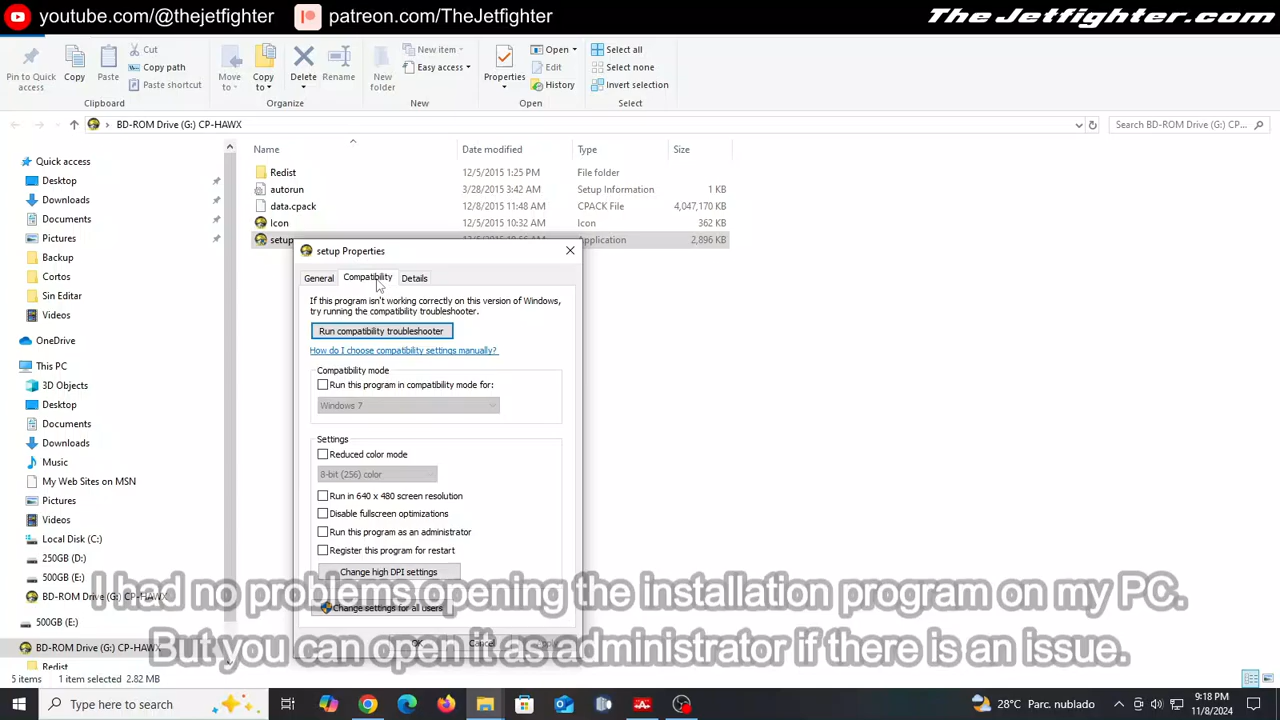 youtube.com/@thejetfighter
patreon.com/TheJetfighter
TheJetfighter.com
Pin to Quick access
Copy
Paste
Cut
Copy path
Paste shortcut
Clipboard
Move to
Copy to
Delete
Rename
Organize
New folder
New item
Easy access
New
Properties
Open
Edit
History
Open
Select all
Select none
Invert selection
Select
BD-ROM Drive (G:) CP-HAWX
Search BD-ROM Drive (G:) CP...
Quick access
Desktop
Downloads
Documents
Pictures
Backup
Cortos
Sin Editar
Videos
OneDrive
This PC
3D Objects
Desktop
Documents
Downloads
Music
My Web Sites on MSN
Pictures
Videos
Local Disk (C:)
250GB (D:)
500GB (E:)
BD-ROM Drive (G:) CP-HAWX
500GB (E:)
BD-ROM Drive (G:) CP-HAWX
Redist
Name Date modified Type Size
Redist 12/5/2015 1:25 PM File folder
autorun 3/28/2015 3:42 AM Setup Information 1 KB
data.cpack 12/8/2015 11:48 AM CPACK File 4,047,170 KB
Icon 12/5/2015 10:32 AM Icon 362 KB
setup Application 2,896 KB
setup Properties
General Compatibility Details
If this program isn't working correctly on this version of Windows,
try running the compatibility troubleshooter.
Run compatibility troubleshooter
How do I choose compatibility settings manually?
Compatibility mode
Run this program in compatibility mode for:
Windows 7
Settings
Reduced color mode
8-bit (256) color
Run in 640 x 480 screen resolution
Disable fullscreen optimizations
Run this program as an administrator
Register this program for restart
Change high DPI settings
Change settings for all users
OK Cancel Apply
I had no problems opening the installation program on my PC.
But you can open it as administrator if there is an issue.
5 items 1 item selected 2.82 MB
Type here to search
28°C Parc. nublado
9:18 PM
11/8/2024